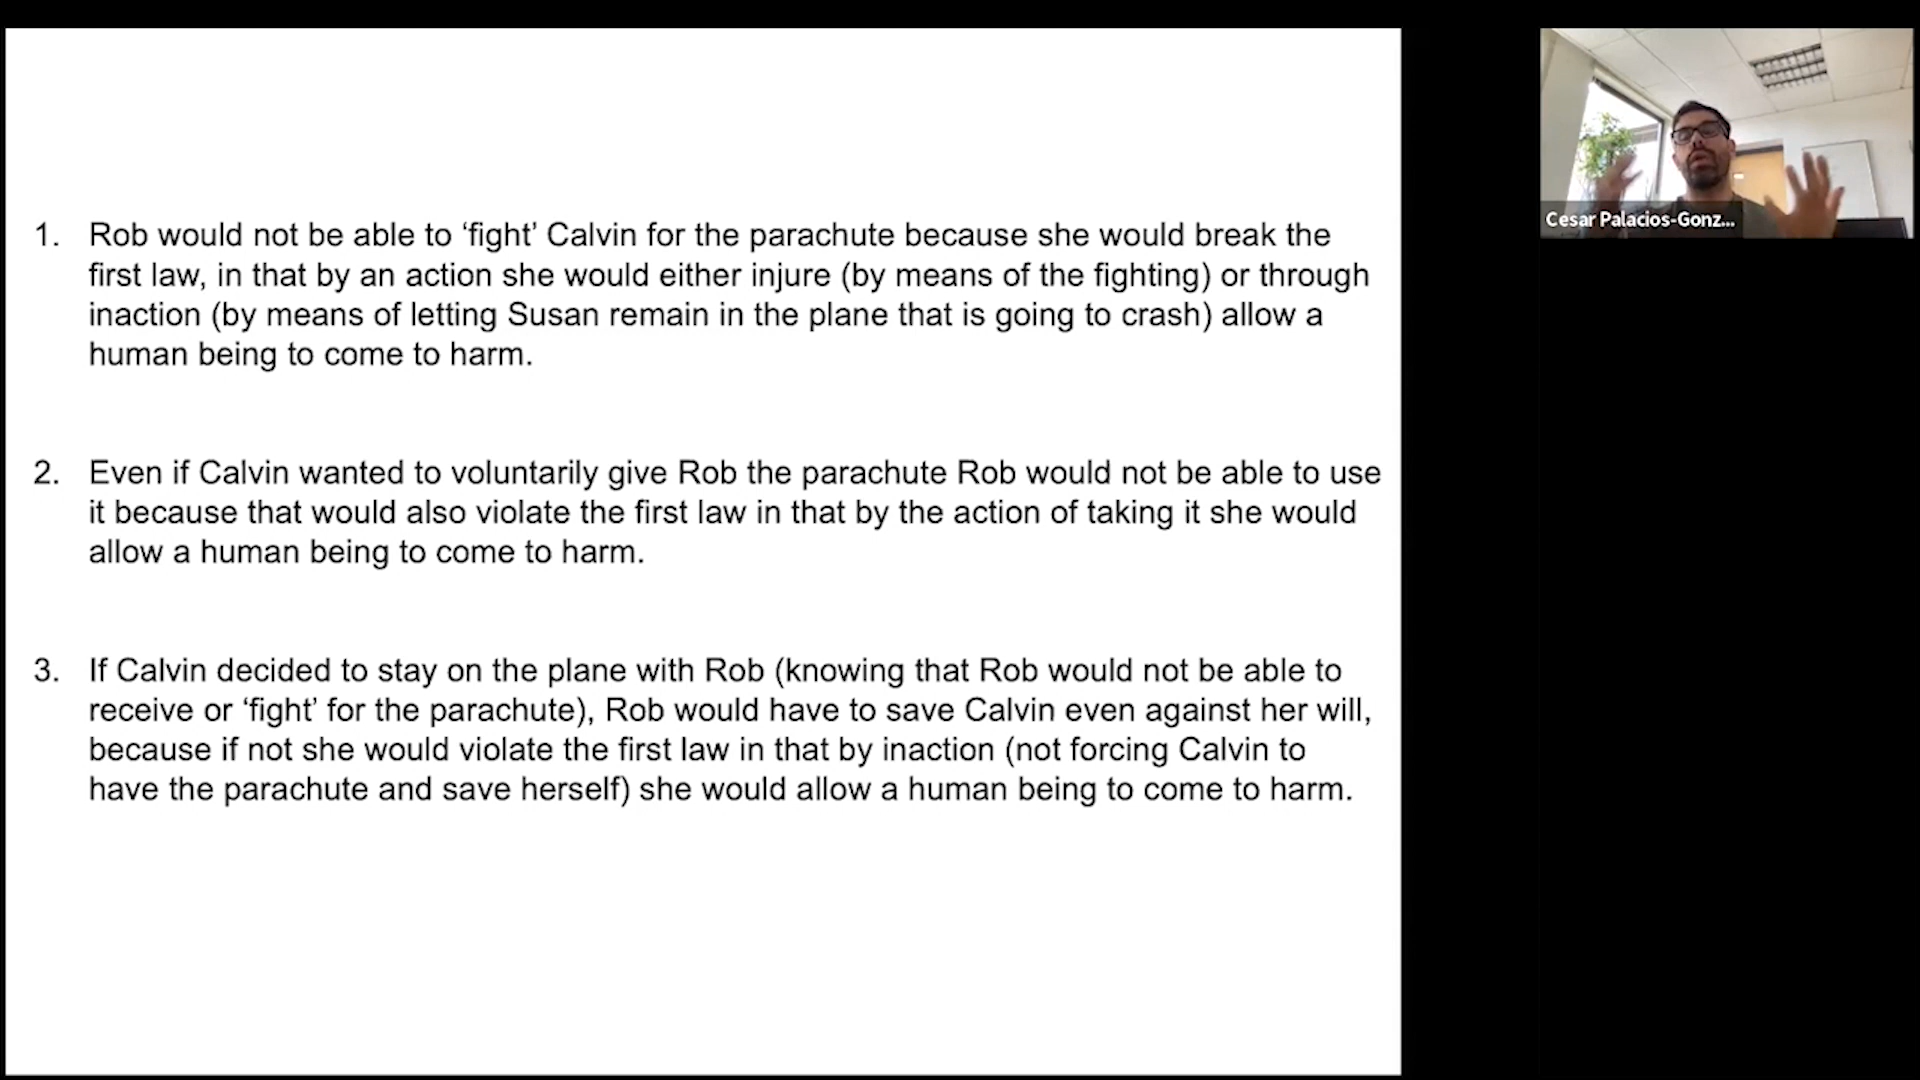 1. Rob would not be able to ‘fight’ Calvin for the parachute because she would break the
first law, in that by an action she would either injure (by means of the fighting) or through
inaction (by means of letting Susan remain in the plane that is going to crash) allow a
human being to come to harm.
2. Even if Calvin wanted to voluntarily give Rob the parachute Rob would not be able to use
it because that would also violate the first law in that by the action of taking it she would
allow a human being to come to harm.
3. If Calvin decided to stay on the plane with Rob (knowing that Rob would not be able to
receive or ‘fight’ for the parachute), Rob would have to save Calvin even against her will,
because if not she would violate the first law in that by inaction (not forcing Calvin to
have the parachute and save herself) she would allow a human being to come to harm.
Cesar Palacios-Gonz...